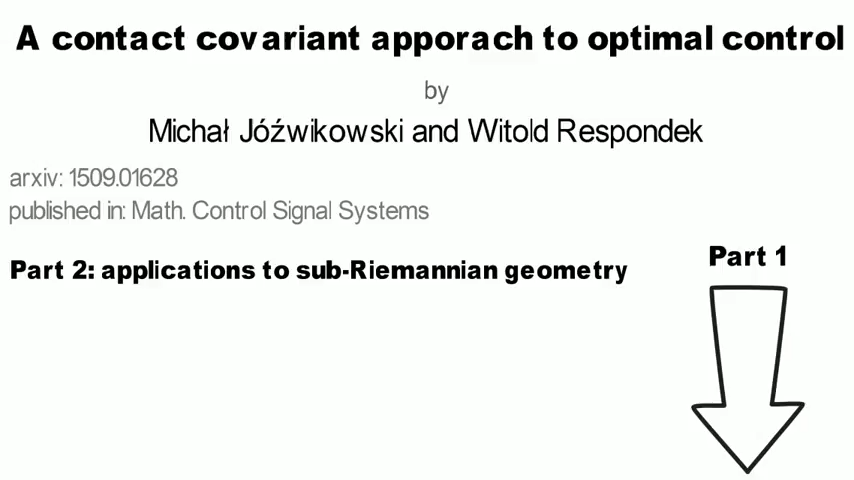 A contact covariant apporach to optimal control
by
Michał Jóźwikowski and Witold Respondek
arxiv: 1509.01628
published in: Math. Control Signal Systems
Part 2: applications to sub-Riemannian geometry
Part 1